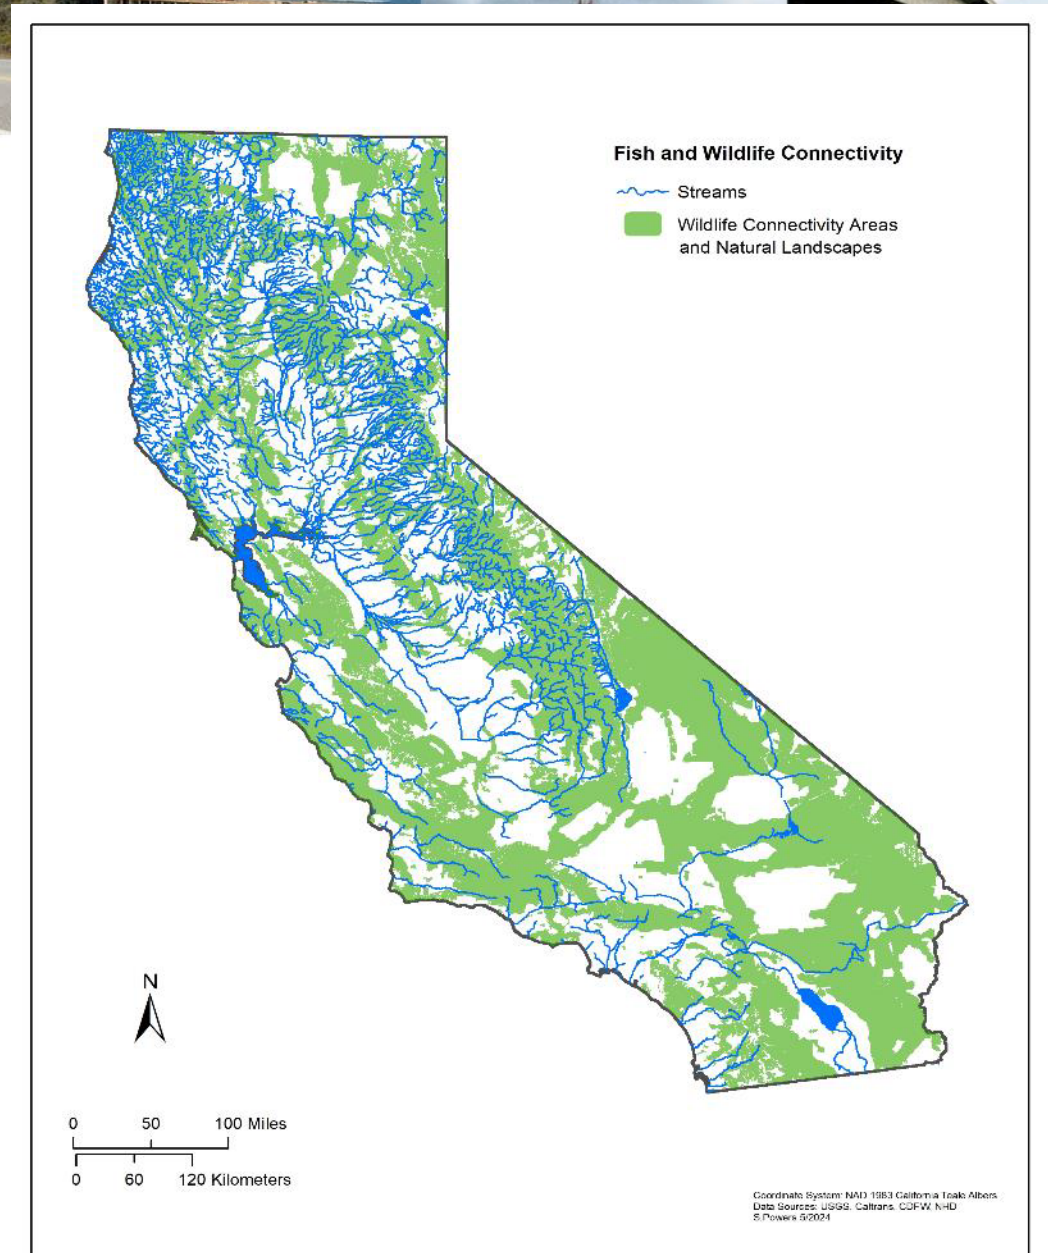 Fish and Wildlife Connectivity
Streams
Wildlife Connectivity Areas
and Natural Landscapes
N
0 50 100 Miles
0 60 120 Kilometers
Coordinate System: NAD 1983 California Teale Albers
Data Sources: USGS, Caltrans, CDFW, NHD
S.Powers 5/2024